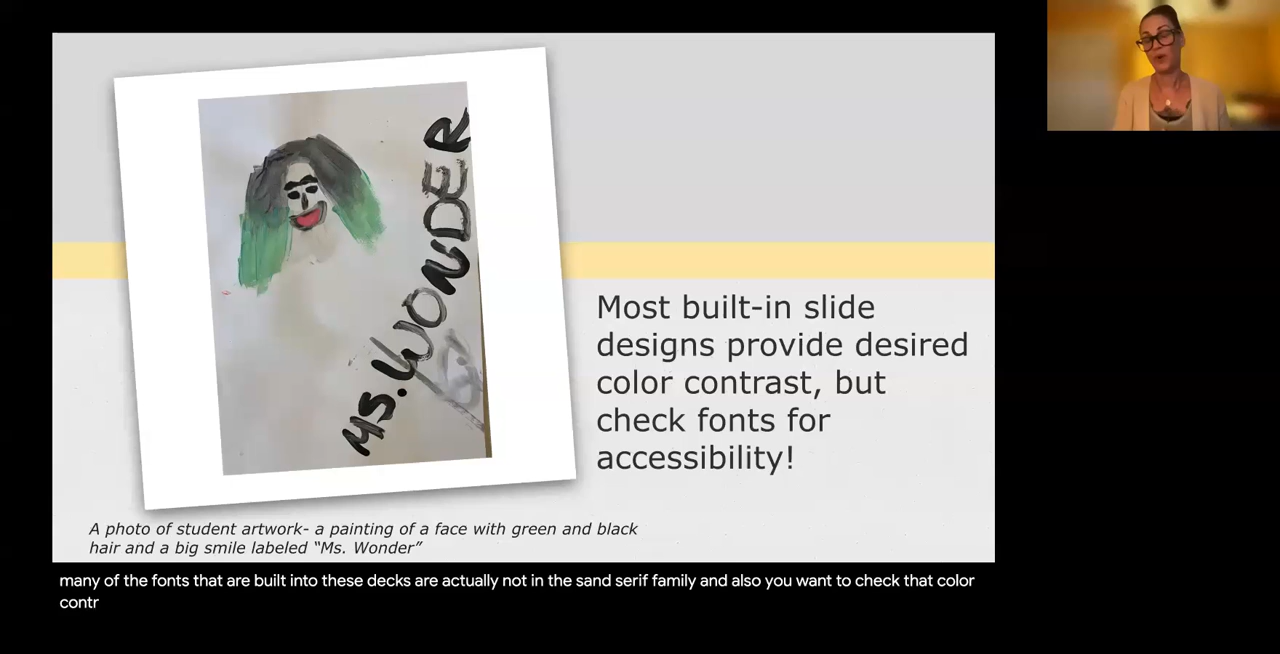 MS. WONDER
Most built-in slide
designs provide desired
color contrast, but
check fonts for
accessibility!
A photo of student artwork- a painting of a face with green and black
hair and a big smile labeled “Ms. Wonder”
many of the fonts that are built into these decks are actually not in the sand serif family and also you want to check that color
contr